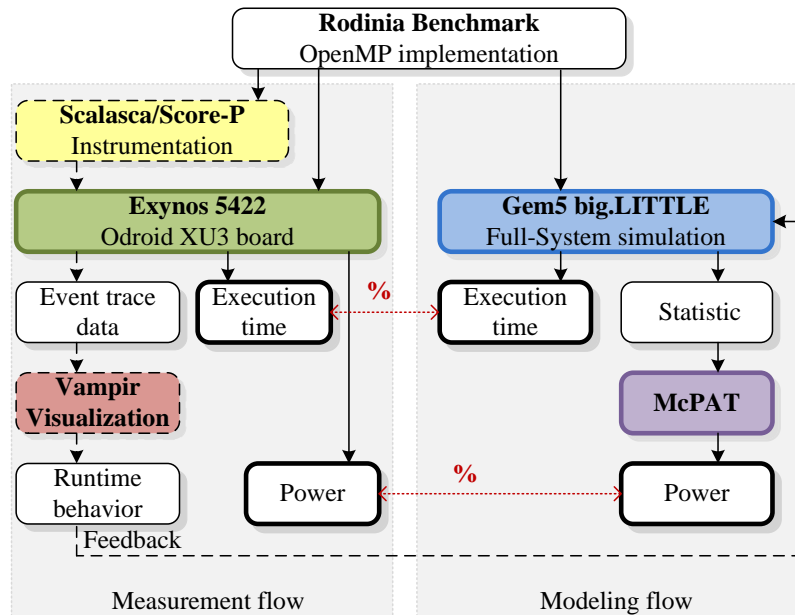 Rodinia Benchmark
OpenMP implementation
Scalasca/Score-P
Instrumentation
Exynos 5422
Odroid XU3 board
Gem5 big.LITTLE
Full-System simulation
Event trace
data
Execution
time
%
Execution
time
Statistic
Vampir
Visualization
McPAT
Runtime
behavior
Power
%
Power
Feedback
Measurement flow
Modeling flow